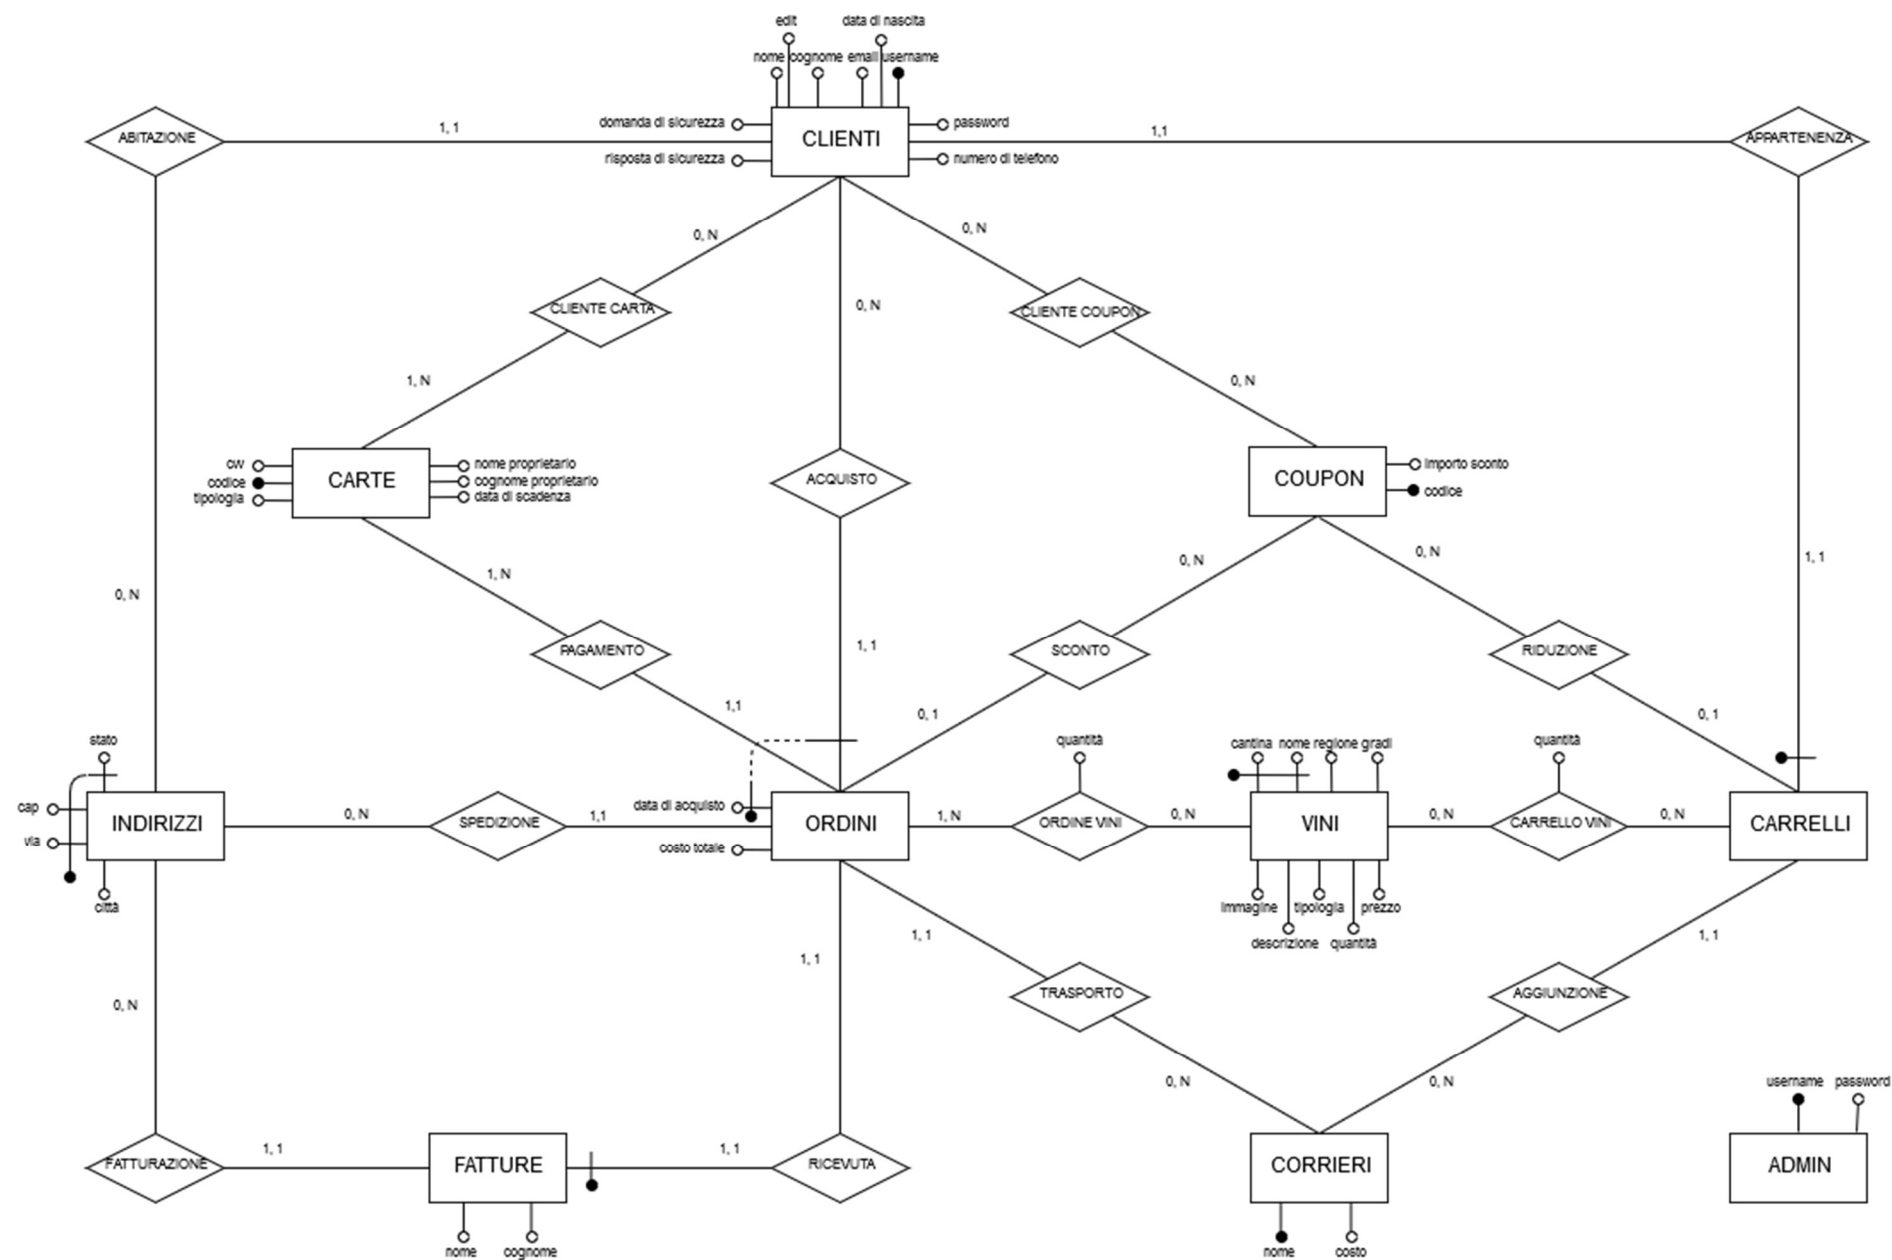 edit data di nascita
nome cognome email username
domanda di sicurezza
password
ABITAZIONE
1, 1
CLIENTI
1,1
APPARTENENZA
risposta di sicurezza
numero di telefono
0, N
0, N
CLIENTE CARTA
0, N
CLIENTE COUPON
1, N
0, N
cvv
codice
tipologia
CARTE
nome proprietario
cognome proprietario
data di scadenza
ACQUISTO
COUPON
importo sconto
codice
0, N
1, N
0, N
0, N
1, 1
PAGAMENTO
1, 1
SCONTO
RIDUZIONE
1,1
0, 1
0, 1
stato
quantità
cantina nome regione gradi
quantità
cap
via
INDIRIZZI
città
0, N
SPEDIZIONE
1,1
data di acquisto
costo totale
ORDINI
1, N
ORDINE VINI
0, N
VINI
0, N
CARRELLO VINI
0, N
CARRELLI
immagine tipologia prezzo
descrizione quantità
1, 1
1, 1
1, 1
0, N
TRASPORTO
AGGIUNZIONE
0, N
0, N
username password
FATTURAZIONE
1, 1
FATTURE
1, 1
RICEVUTA
CORRIERI
ADMIN
nome cognome
nome costo